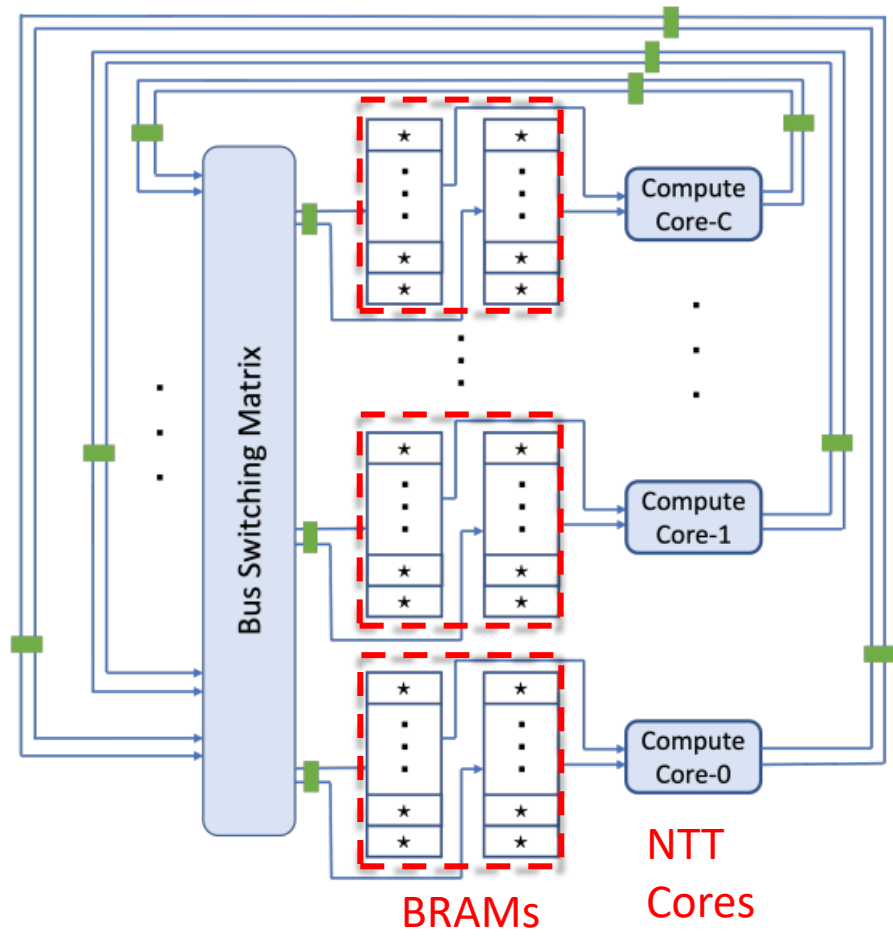 Compute
Core-C
Bus Switching Matrix
Compute
Core-1
Compute
Core-0
NTT
Cores
BRAMs